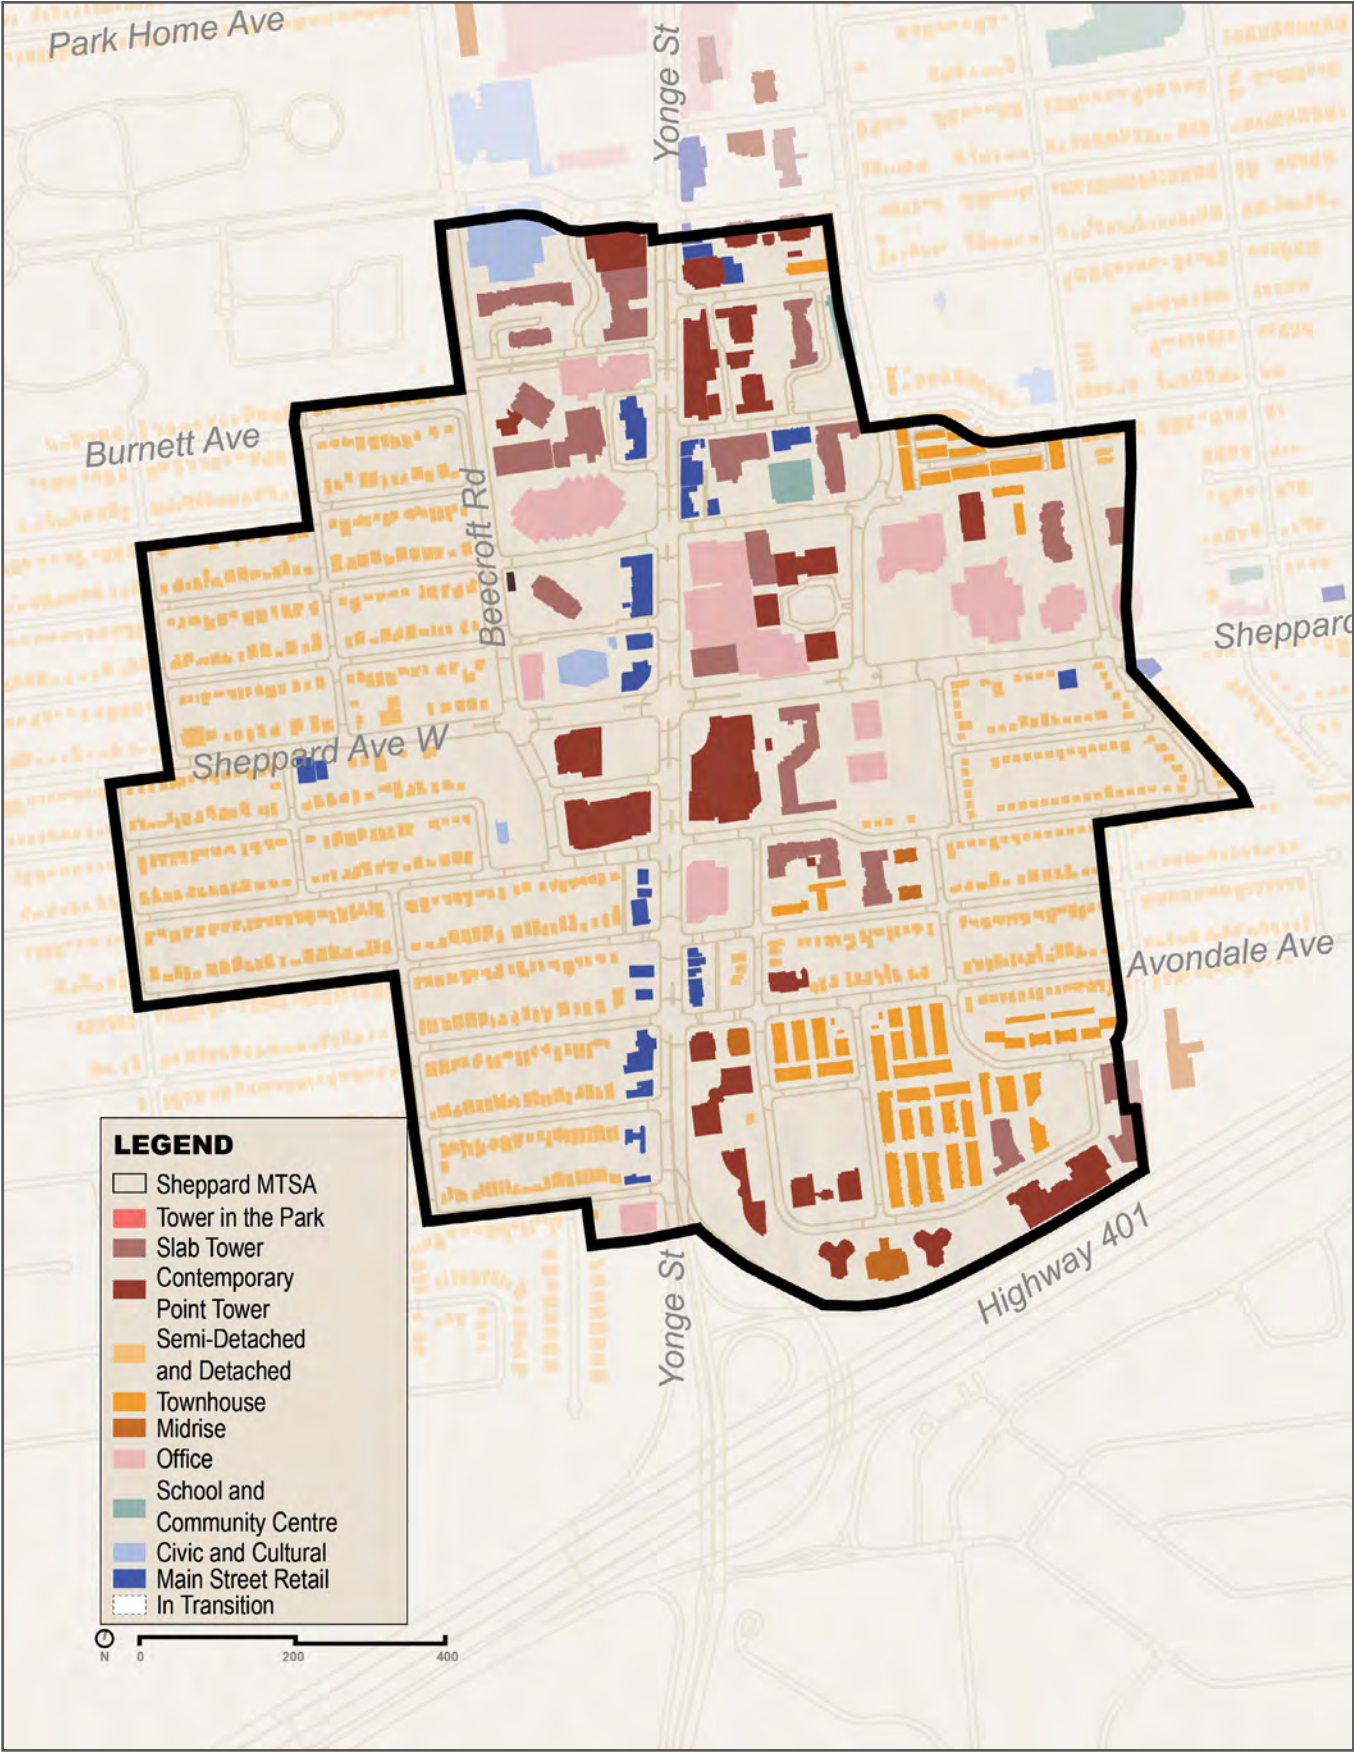 Park Home Ave
Yonge St
Burnett Ave
Beecroft Rd
Sheppard
Sheppard Ave W
Avondale Ave
Highway 401
Yonge St
LEGEND
Sheppard MTSA
Tower in the Park
Slab Tower
Contemporary
Point Tower
Semi-Detached
and Detached
Townhouse
Midrise
Office
School and
Community Centre
Civic and Cultural
Main Street Retail
In Transition
N 0 200 400